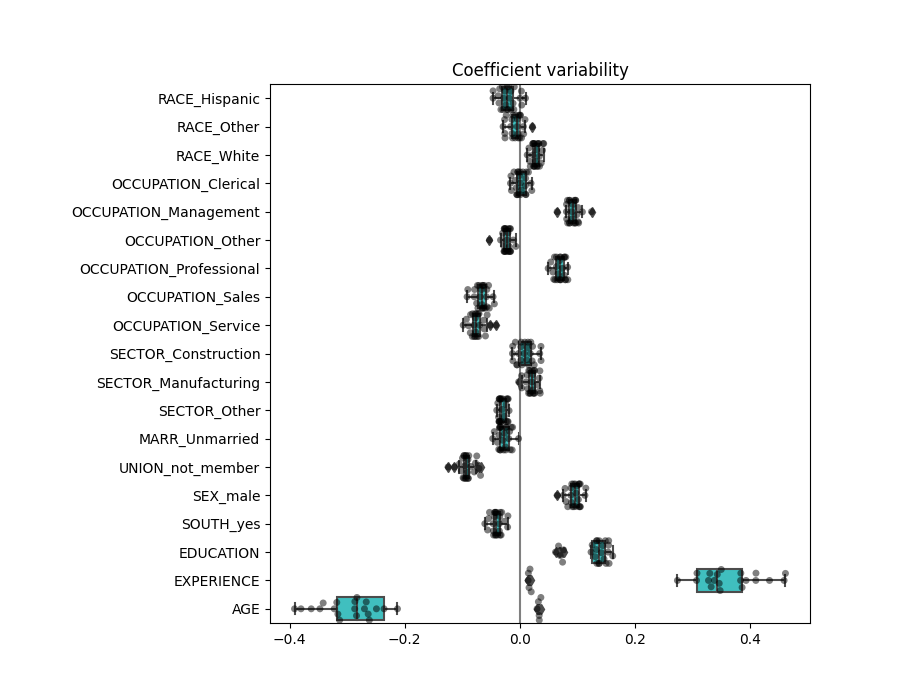 Coefficient variability
RACE_Hispanic
RACE_Other
RACE_White
OCCUPATION_Clerical
OCCUPATION_Management
OCCUPATION_Other
OCCUPATION_Professional
OCCUPATION_Sales
OCCUPATION_Service
SECTOR_Construction
SECTOR_Manufacturing
SECTOR_Other
MARR_Unmarried
UNION_not_member
SEX_male
SOUTH_yes
EDUCATION
EXPERIENCE
AGE
−0.4 −0.2 0.0 0.2 0.4